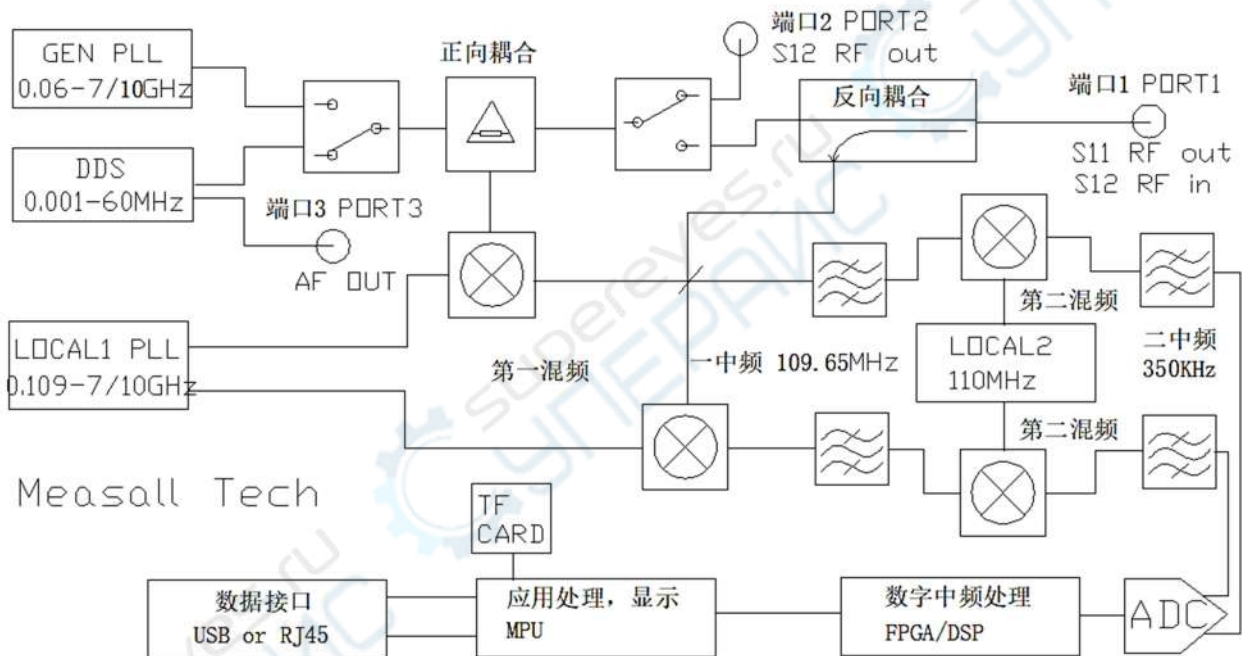 GEN PLL
0.06-7/10GHz
正向耦合
端口2 PORT2
S12 RF out
反向耦合
端口1 PORT1
S11 RF out
S12 RF in
DDS
0.001-60MHz
端口3 PORT3
AF OUT
LOCAL1 PLL
0.109-7/10GHz
第一混频
一中频 109.65MHz
第二混频
LOCAL2
110MHz
第二混频
二中频
350KHz
Measall Tech
TF
CARD
数据接口
USB or RJ45
应用处理，显示
MPU
数字中频处理
FPGA/DSP
ADC
supereyes.ru
УПЕРАЙС